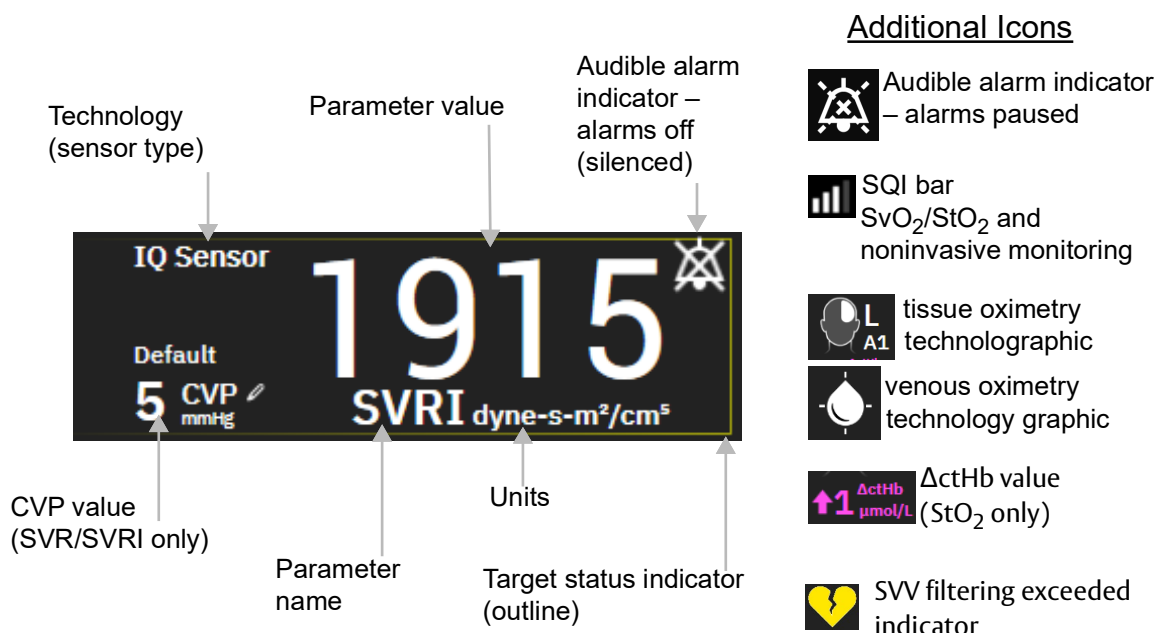 Additional Icons
Audible alarm
indicator –
alarms off
(silenced)
Parameter value
Technology
(sensor type)
Audible alarm indicator
– alarms paused
SQI bar
SvO₂/StO₂ and
noninvasive monitoring
IQ Sensor
1915
Default
5 CVP
mmHg
SVRI dyne-s-m²/cm⁵
L
A1
tissue oximetry
technolographic
venous oximetry
technology graphic
CVP value
(SVR/SVRI only)
Parameter
name
Units
Target status indicator
(outline)
1 ΔctHb
μmol/L
ΔctHb value
(StO₂ only)
SVV filtering exceeded
indicator